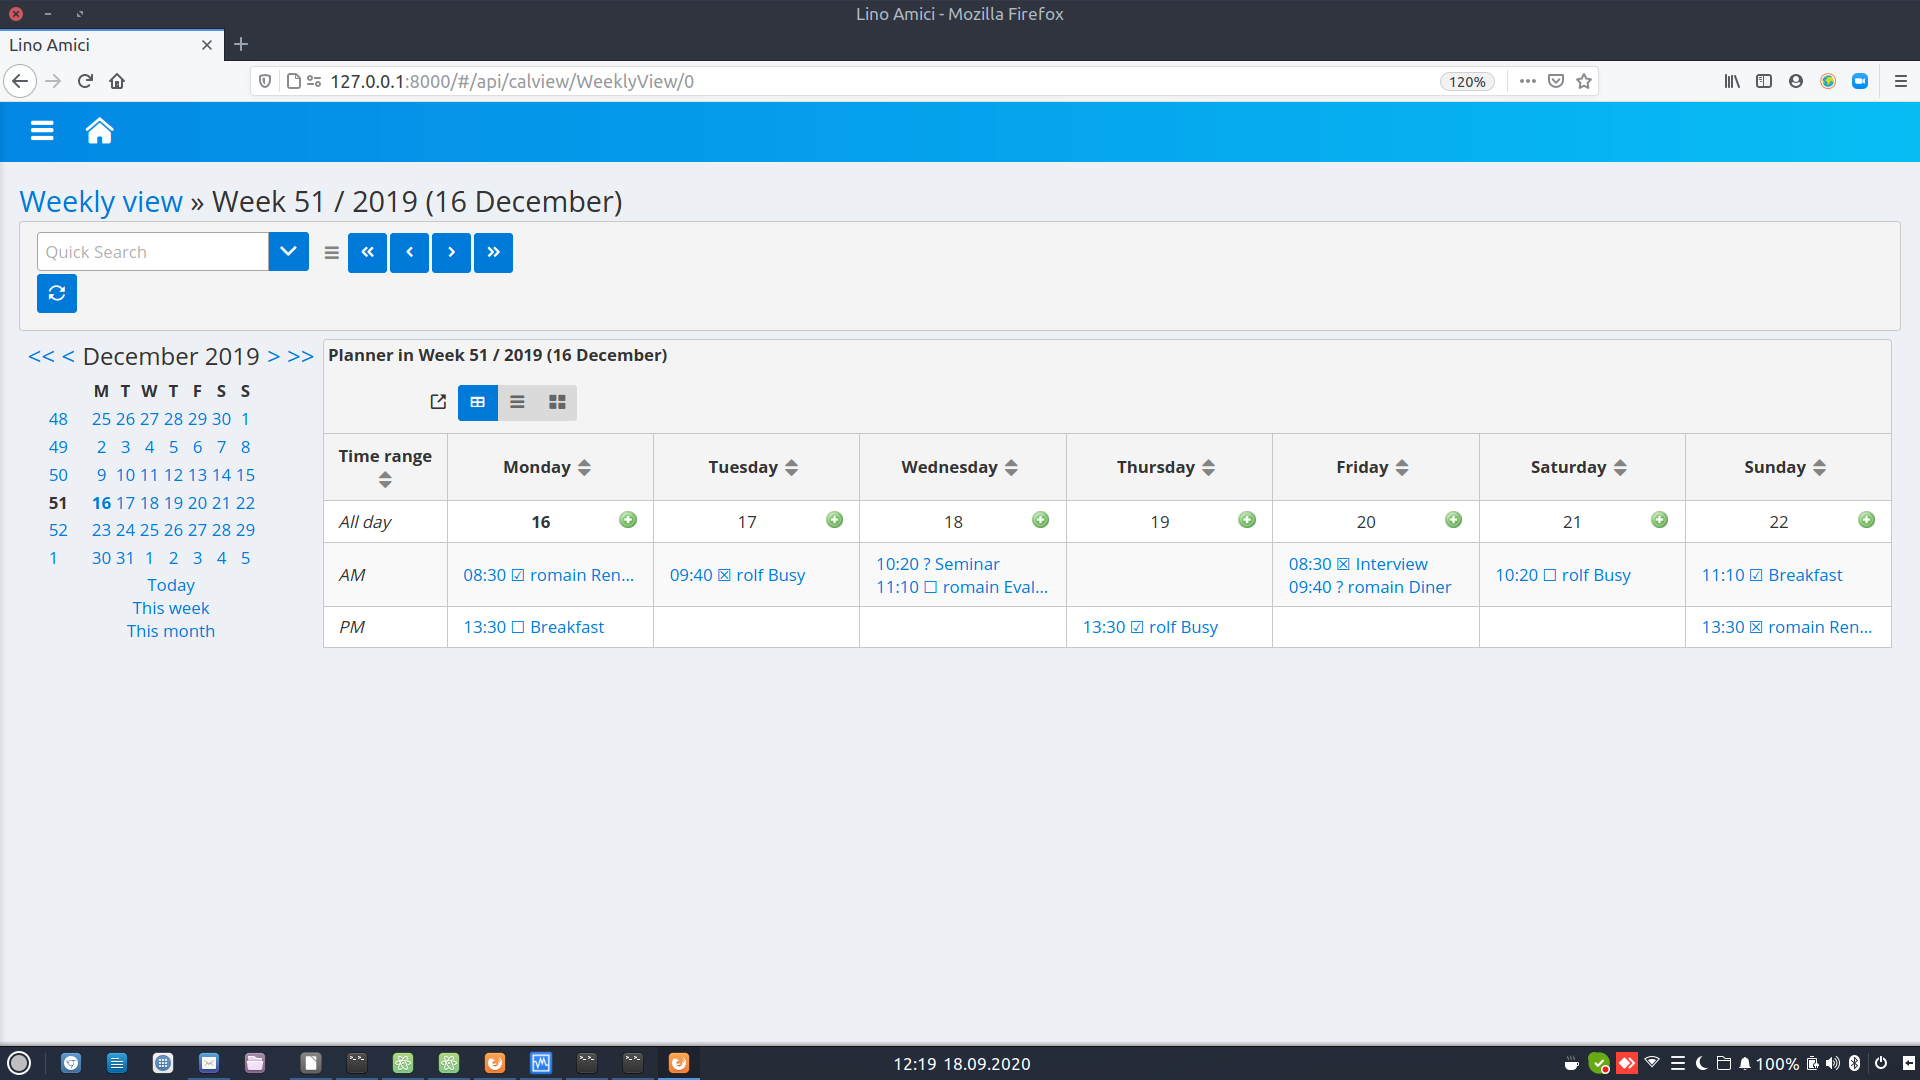 Lino Amici - Mozilla Firefox
Lino Amici
127.0.0.1:8000/#/api/calview/WeeklyView/0
120%
Weekly view » Week 51 / 2019 (16 December)
Quick Search
<< < December 2019 > >>
M T W T F S S
48 25 26 27 28 29 30 1
49 2 3 4 5 6 7 8
50 9 10 11 12 13 14 15
51 16 17 18 19 20 21 22
52 23 24 25 26 27 28 29
1 30 31 1 2 3 4 5
Today
This week
This month
Planner in Week 51 / 2019 (16 December)
Time range Monday Tuesday Wednesday Thursday Friday Saturday Sunday
All day 16 17 18 19 20 21 22
AM
08:30 ☑ romain Ren...
09:40 ☒ rolf Busy
10:20 ? Seminar
11:10 ☐ romain Eval...
08:30 ☒ Interview
09:40 ? romain Diner
10:20 ☐ rolf Busy
11:10 ☑ Breakfast
PM
13:30 ☐ Breakfast
13:30 ☑ rolf Busy
13:30 ☒ romain Ren...
12:19 18.09.2020
100%